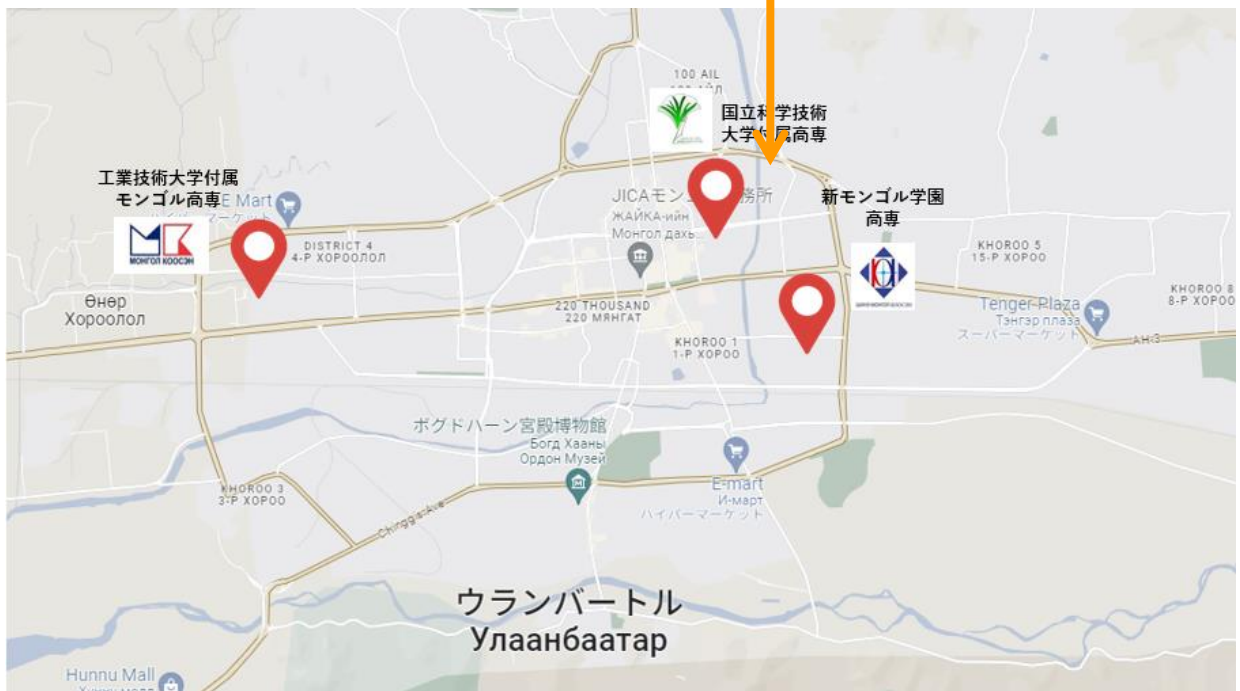 100 AIL
国立科学技術
大学付属高専
工業技術大学付属
モンゴル高専
E Mart
МОНГОЛ КООСЭН
DISTRICT 4
4-Р ХОРООЛОЛ
JICAモン
務所
ЖАЙКА-ийн
Монгол дахь
新モンゴル学園
高専
KHOROO 5
15-Р ХОРОО
KHOROO 8
8-Р ХОРОО
Өнөр
Хороолол
220 THOUSAND
220 МЯНГАТ
KHOROO 1
1-Р ХОРОО
Tenger Plaza
Тэнгэр плаза
スーパーマーケット
AH-3
ボグドハーン宮殿博物館
Богд Хааны
Ордон Музей
E-mart
И-март
ハイパーマーケット
KHOROO 3
3-Р ХОРОО
Chinggis Ave
ウランバートル
Улаанбаатар
Hunnu Mall